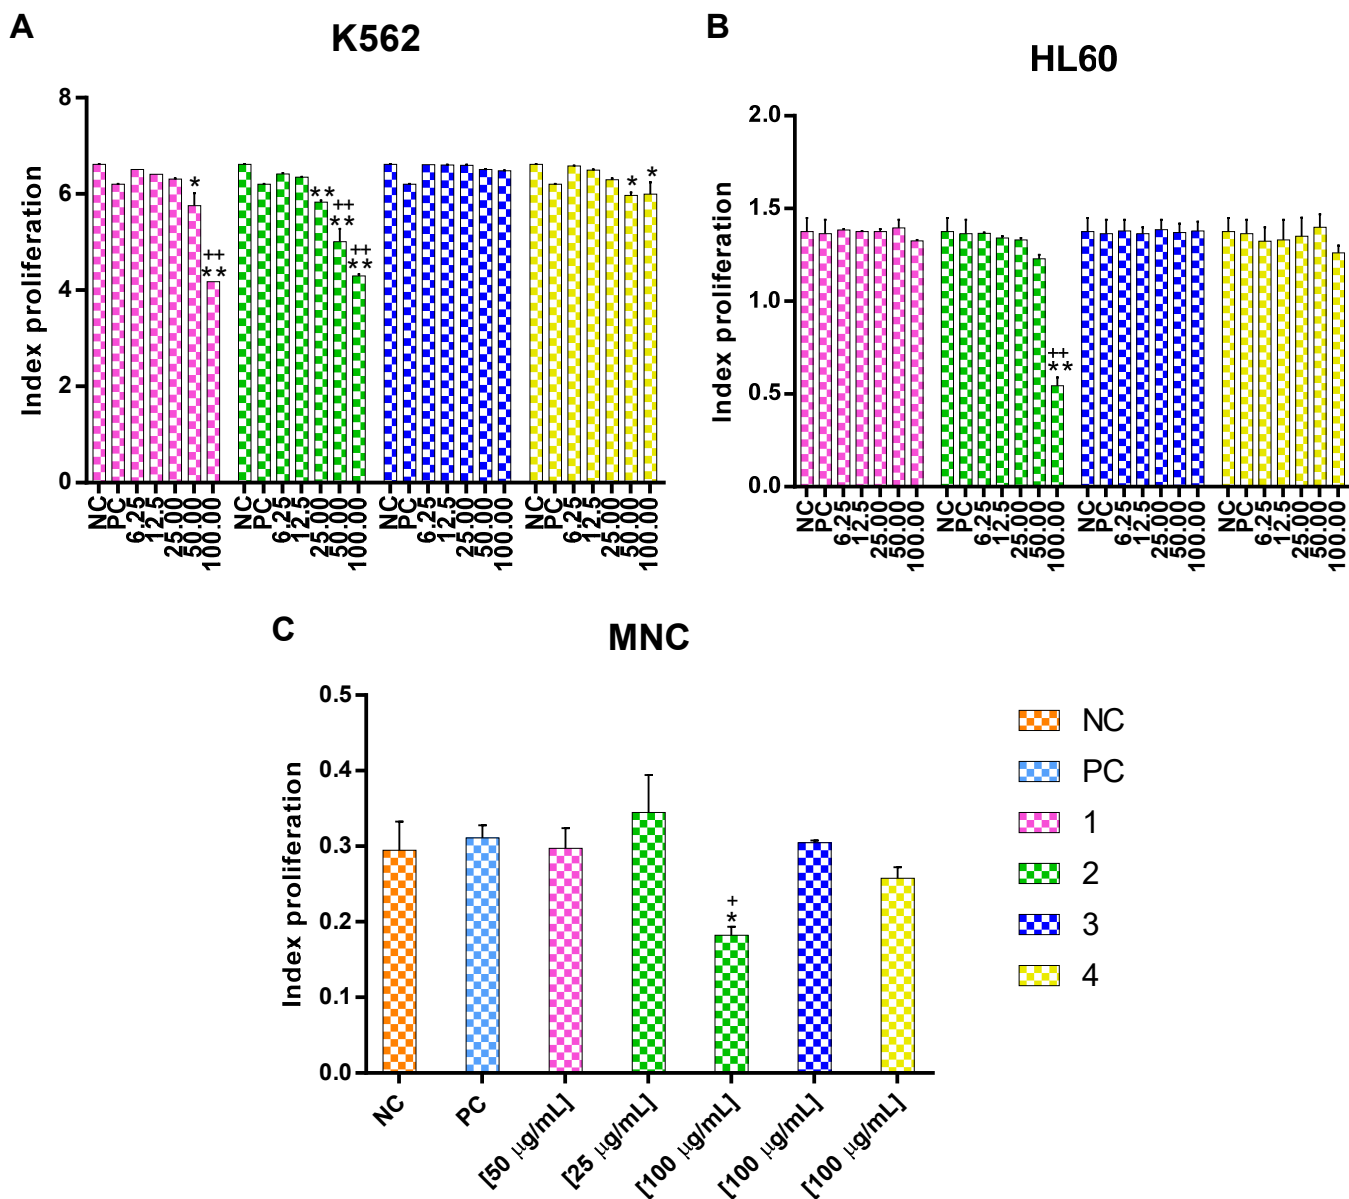 A
K562
B
HL60
Index proliferation
8
6
4
2
0
*
++
**
**
++
**
++
**
*
*
NC
PC
6.25
12.5
25.00
50.00
100.00
NC
PC
6.25
12.5
25.00
50.00
100.00
NC
PC
6.25
12.5
25.00
50.00
100.00
NC
PC
6.25
12.5
25.00
50.00
100.00
Index proliferation
2.0
1.5
1.0
0.5
0.0
++
**
NC
PC
6.25
12.5
25.00
50.00
100.00
NC
PC
6.25
12.5
25.00
50.00
100.00
NC
PC
6.25
12.5
25.00
50.00
100.00
NC
PC
6.25
12.5
25.00
50.00
100.00
C
MNC
Index proliferation
0.5
0.4
0.3
0.2
0.1
0.0
+
*
NC
PC
[50 µg/mL]
[25 µg/mL]
[100 µg/mL]
[100 µg/mL]
[100 µg/mL]
NC
PC
1
2
3
4